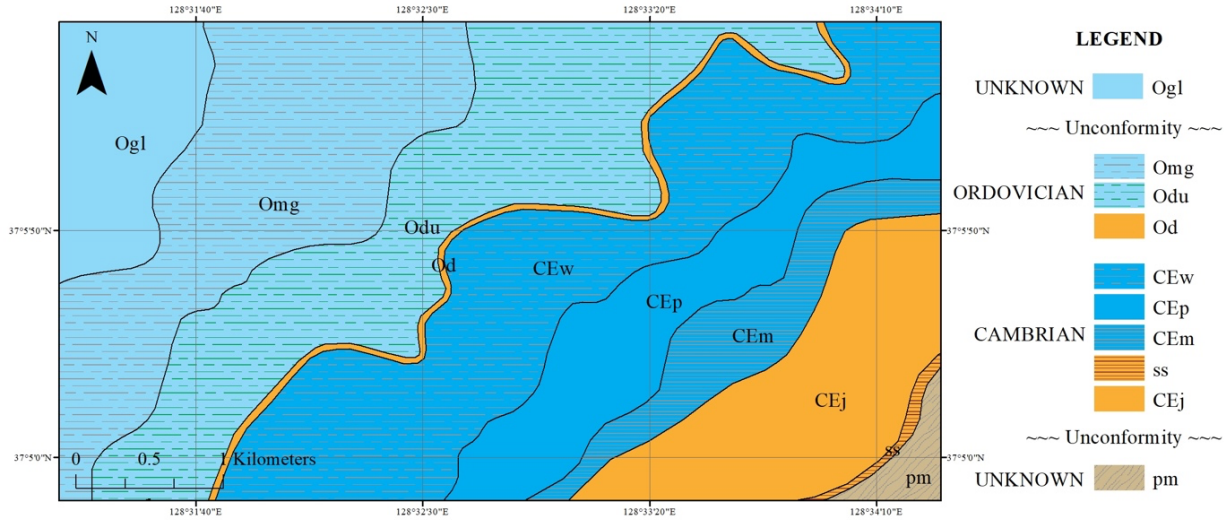 128°31'40"E 128°32'30"E 128°33'20"E 128°34'10"E
N
LEGEND
UNKNOWN Ogl
~~~ Unconformity ~~~
Ogl
Omg
ORDOVICIAN Odu
Od
Omg
Odu
37°5'50"N 37°5'50"N
Od
CEw
CEw
CEp
CEp
CAMBRIAN CEm
CEm
ss
CEj
CEj
~~~ Unconformity ~~~
ss
37°5'0"N 37°5'0"N
0 0.5 1 Kilometers
pm
UNKNOWN pm
128°31'40"E 128°32'30"E 128°33'20"E 128°34'10"E